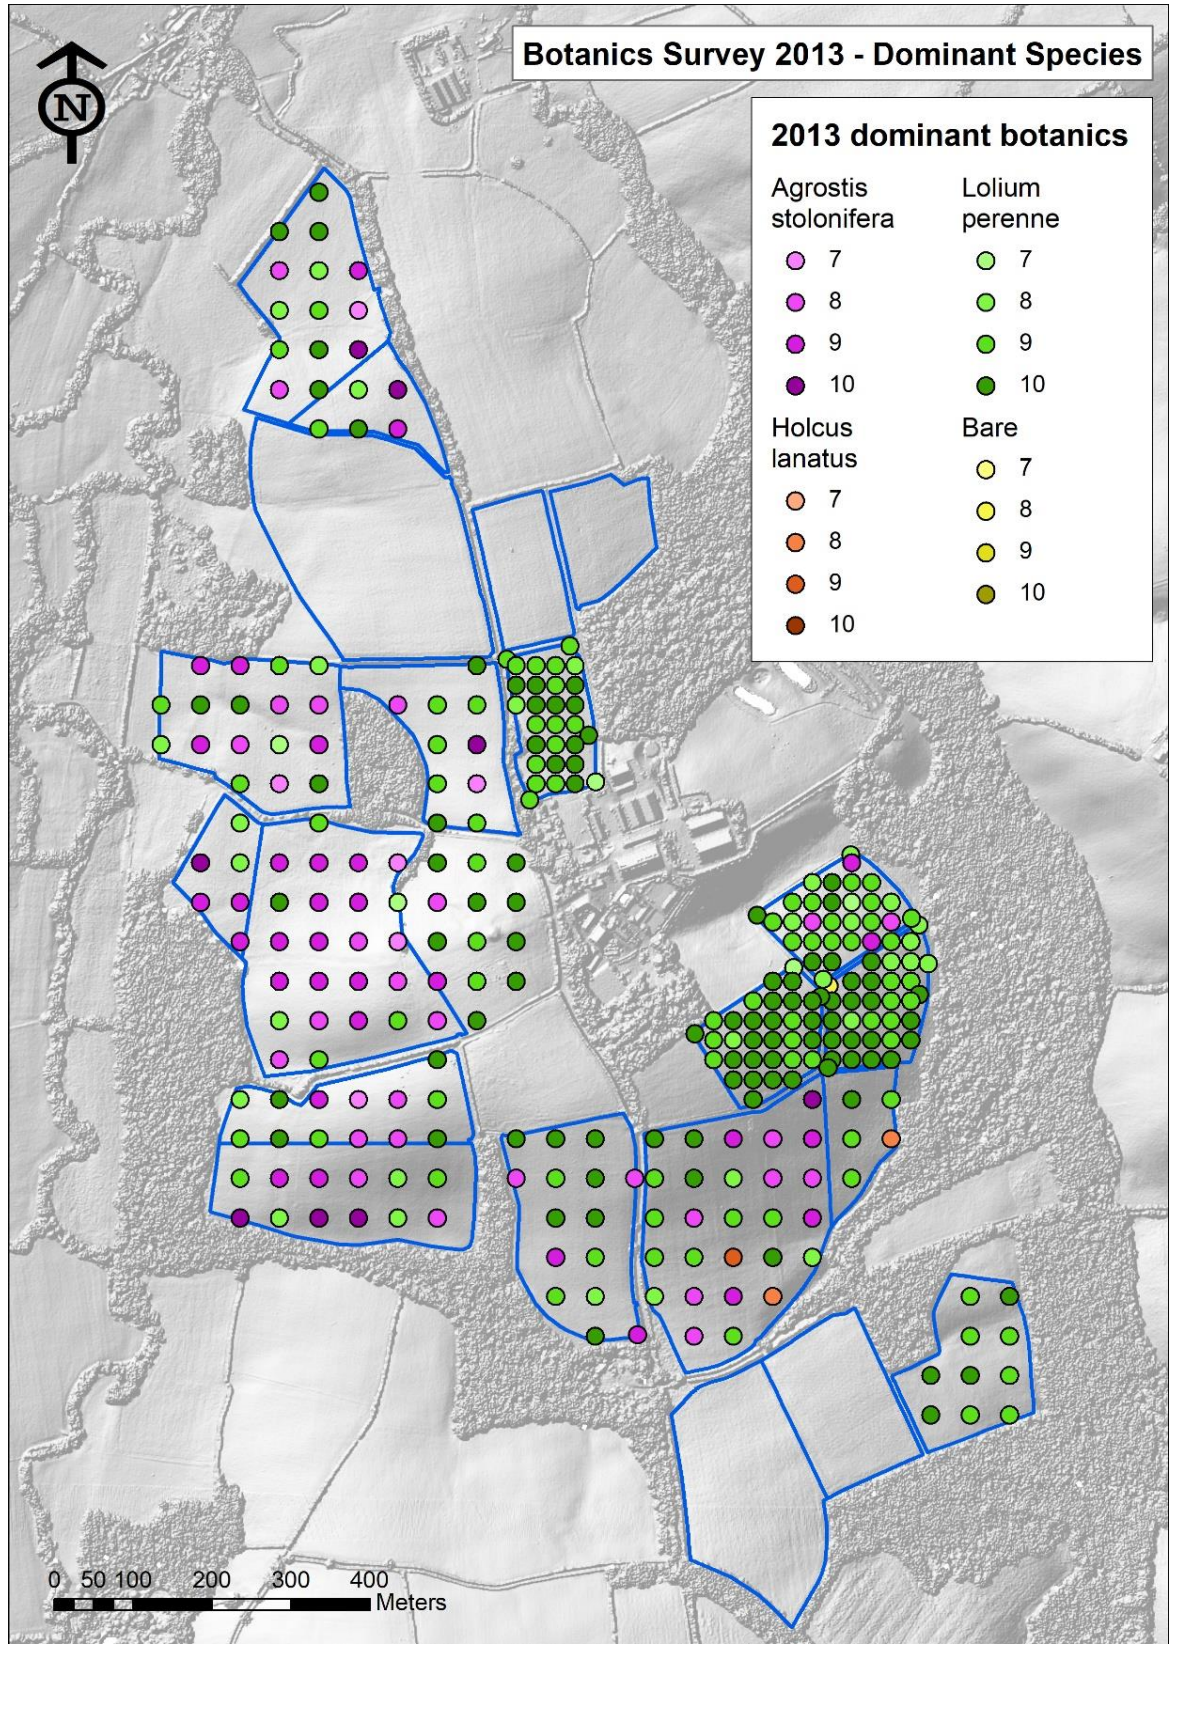 Botanics Survey 2013 - Dominant Species
N
2013 dominant botanics
Agrostis
stolonifera
7
8
9
10
Lolium
perenne
7
8
9
10
Holcus
lanatus
7
8
9
10
Bare
7
8
9
10
0 50 100 200 300 400
Meters